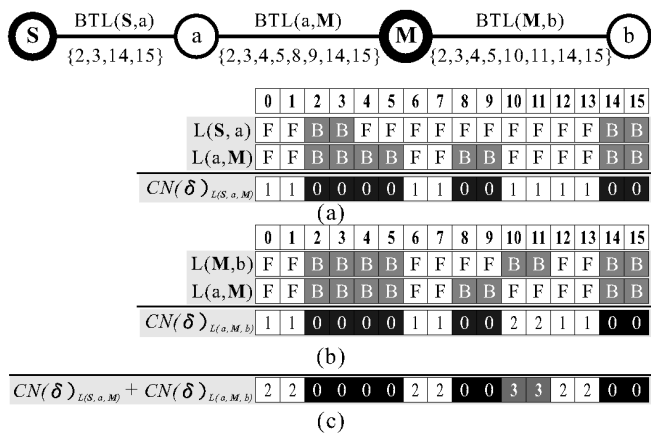 BTL(S,a) BTL(a,M) BTL(M,b)
S a M b
{2,3,14,15} {2,3,4,5,8,9,14,15} {2,3,4,5,10,11,14,15}
0 1 2 3 4 5 6 7 8 9 10 11 12 13 14 15
L(S, a) F F B B F F F F F F F F F F B B
L(a,M) F F B B B B F F B B F F F F B B
CN(δ)L(S, a, M) 1 1 0 0 0 0 1 1 0 0 1 1 1 1 0 0
(a)
0 1 2 3 4 5 6 7 8 9 10 11 12 13 14 15
L(M,b) F F B B B B F F F F B B F F B B
L(a,M) F F B B B B F F B B F F F F B B
CN(δ)L(a, M, b) 1 1 0 0 0 0 1 1 0 0 2 2 1 1 0 0
(b)
CN(δ)L(S, a, M) + CN(δ)L(a, M, b) 2 2 0 0 0 0 2 2 0 0 3 3 2 2 0 0
(c)